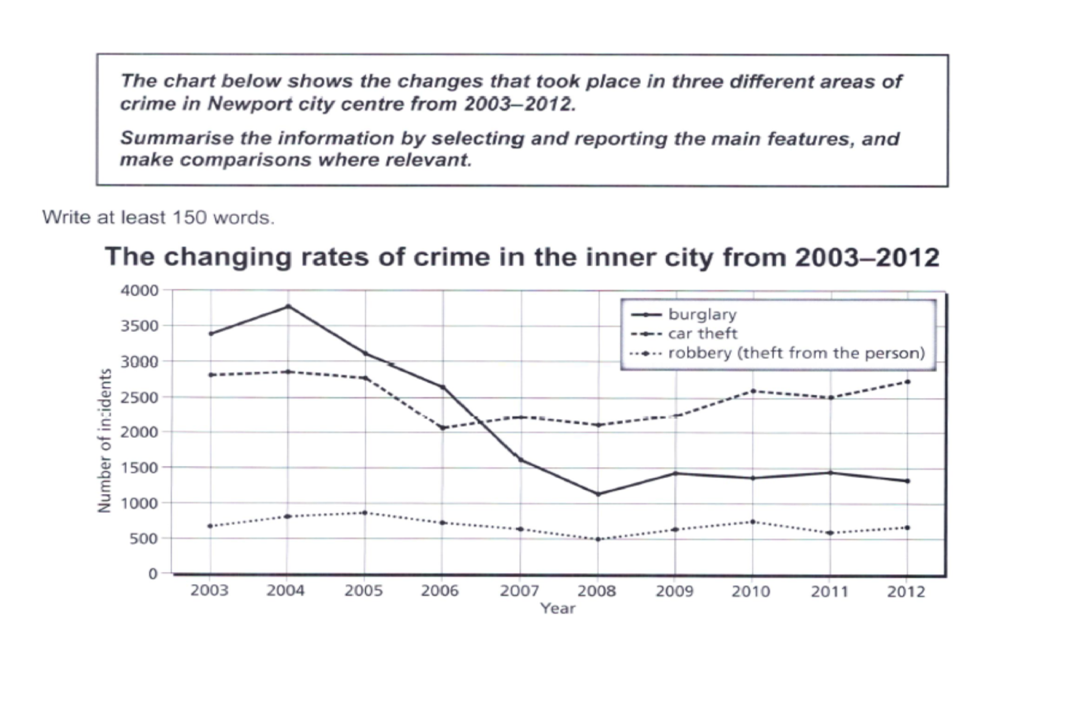 The chart below shows the changes that took place in three different areas of
crime in Newport city centre from 2003–2012.
Summarise the information by selecting and reporting the main features, and
make comparisons where relevant.
Write at least 150 words.
The changing rates of crime in the inner city from 2003–2012
4000
3500
3000
2500
2000
1500
1000
500
0
Number of incidents
burglary
car theft
robbery (theft from the person)
2003 2004 2005 2006 2007 2008 2009 2010 2011 2012
Year